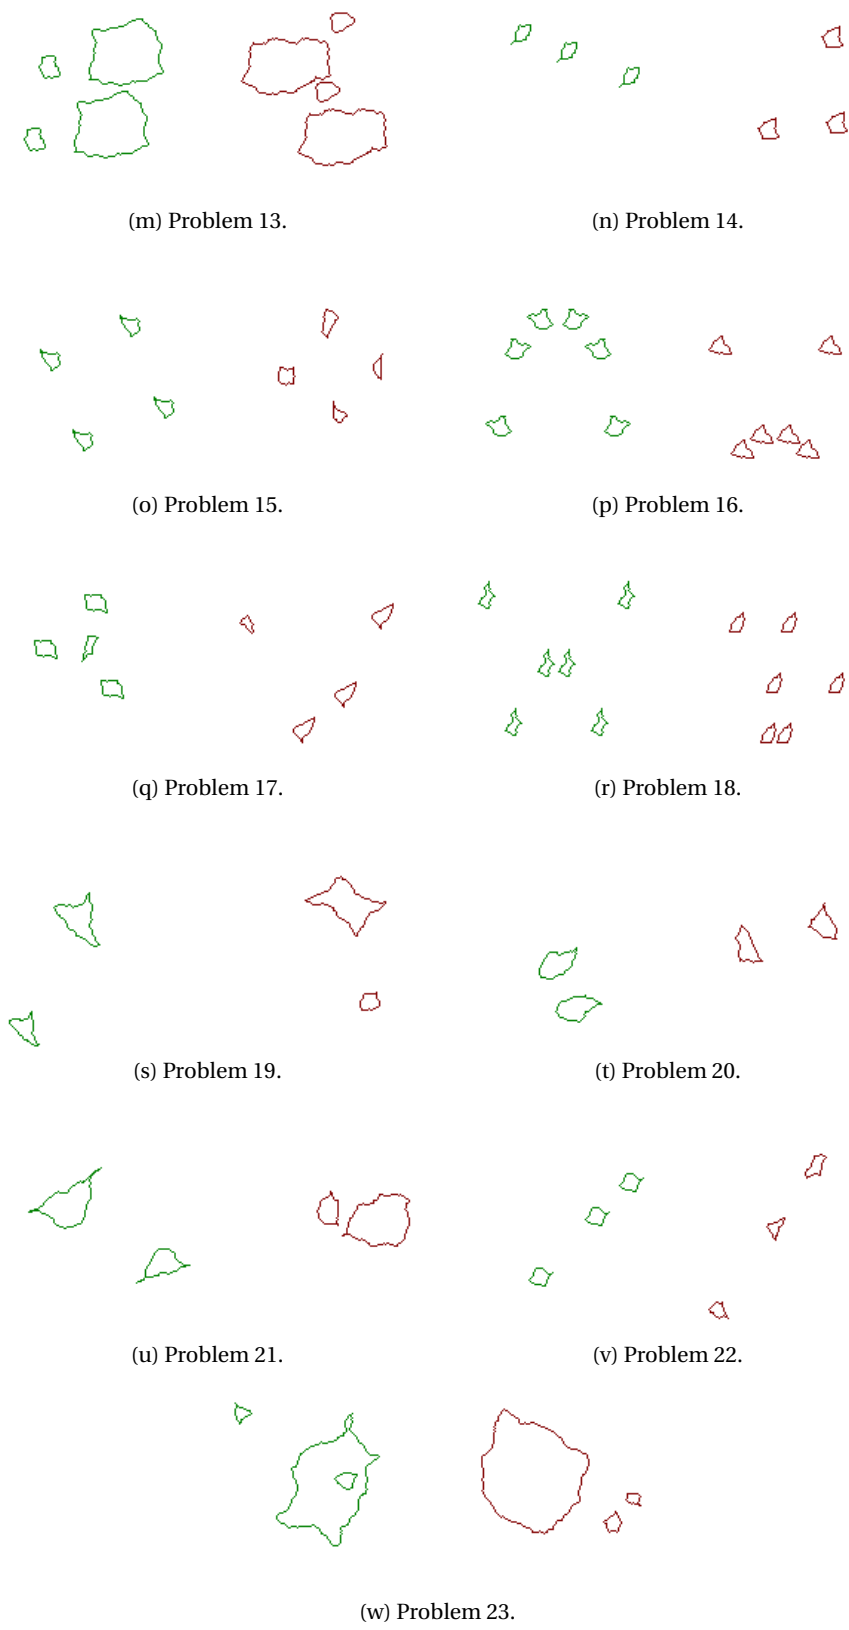 (m) Problem 13.
(n) Problem 14.
(o) Problem 15.
(p) Problem 16.
(q) Problem 17.
(r) Problem 18.
(s) Problem 19.
(t) Problem 20.
(u) Problem 21.
(v) Problem 22.
(w) Problem 23.